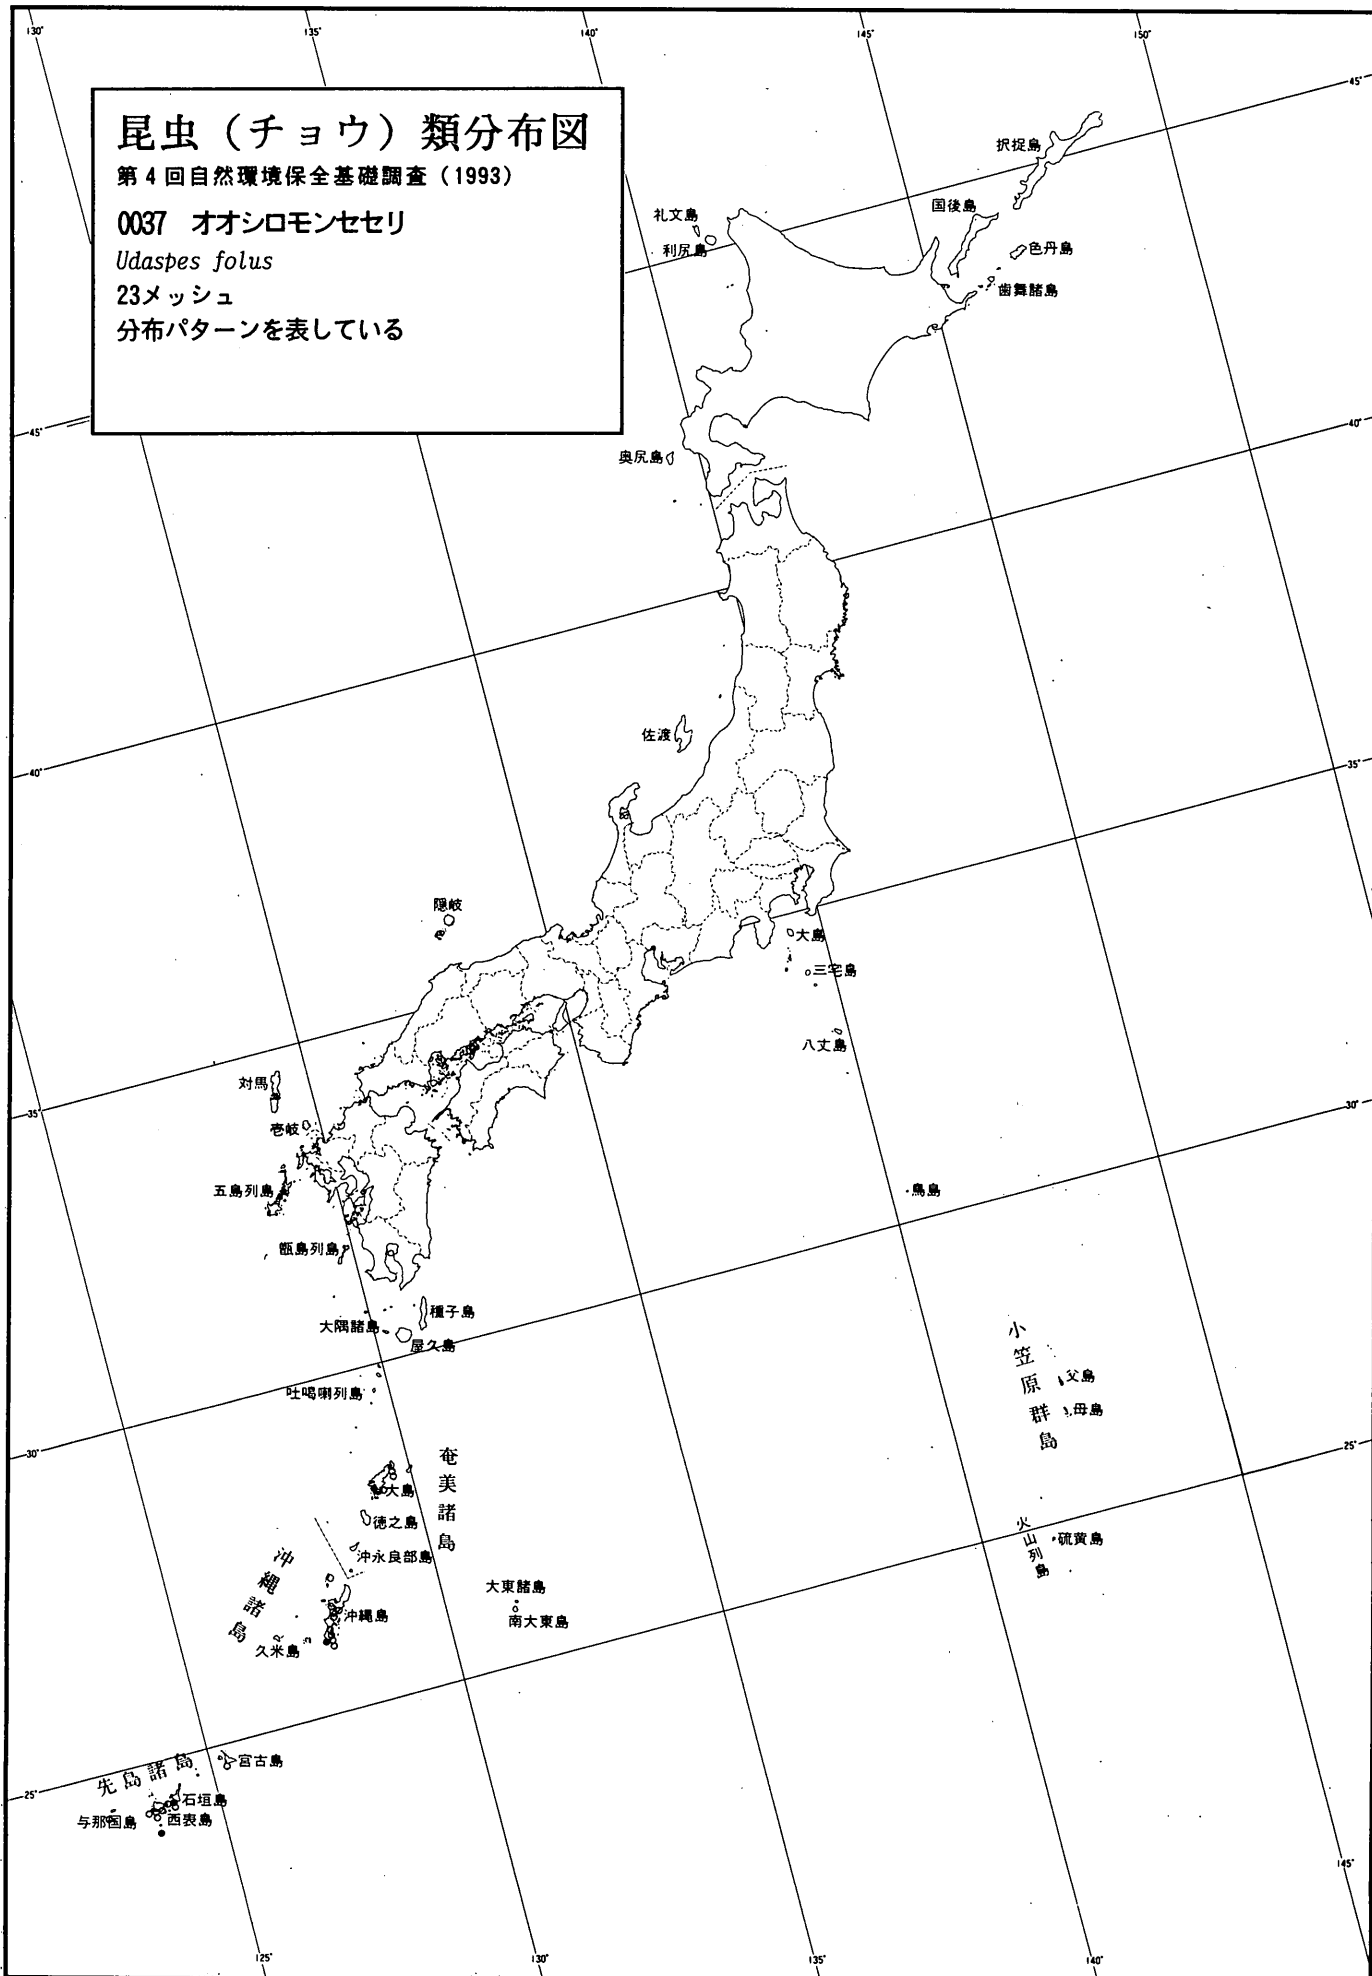 130°
135°
140°
145°
150°
昆虫（チョウ）類分布図
第4回自然環境保全基礎調査（1993）
0037 オオシロモンセセリ
Udaspes folus
23メッシュ
分布パターンを表している
45°
択捉島
国後島
礼文島
利尻島
色丹島
歯舞諸島
45°
40°
奥尻島
佐渡
40°
35°
隠岐
大島
三宅島
八丈島
対馬
35°
壱岐
30°
五島列島
鳥島
甑島列島
種子島
大隅諸島
屋久島
吐噶喇列島
小笠原群島
父島
母島
30°
25°
奄美諸島
大島
徳之島
沖永良部島
火山列島
硫黄島
沖縄諸島
沖縄島
久米島
大東諸島
南大東島
先島諸島
宮古島
25°
石垣島
与那国島
西表島
145°
125°
130°
135°
140°